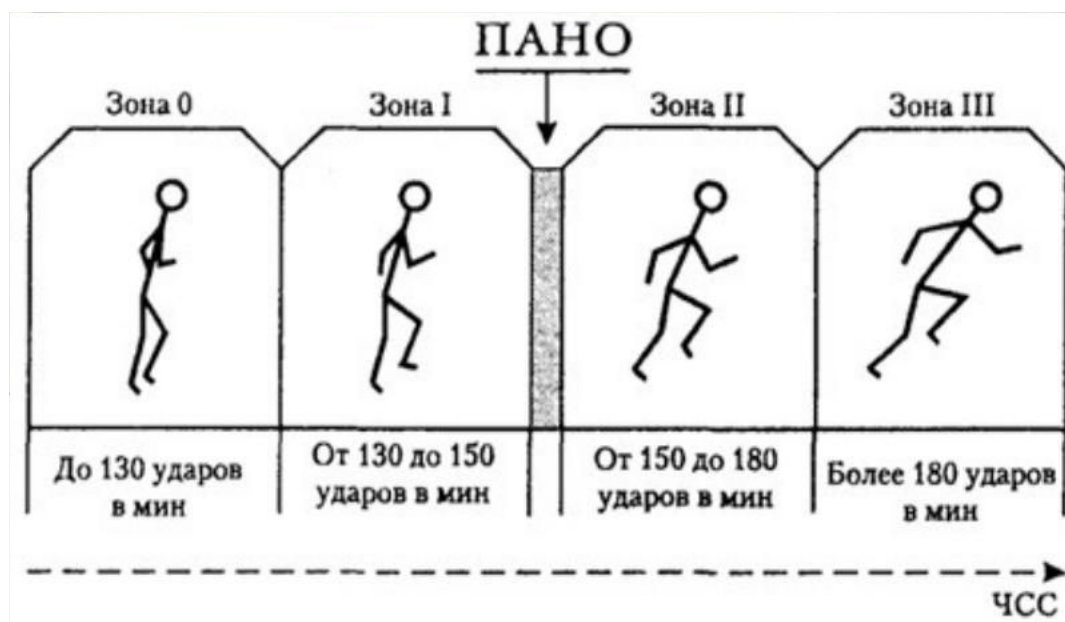 ПАНО
Зона 0
Зона I
Зона II
Зона III
До 130 ударов
в мин
От 130 до 150
ударов в мин
От 150 до 180
ударов в мин
Более 180 ударов
в мин
ЧСС